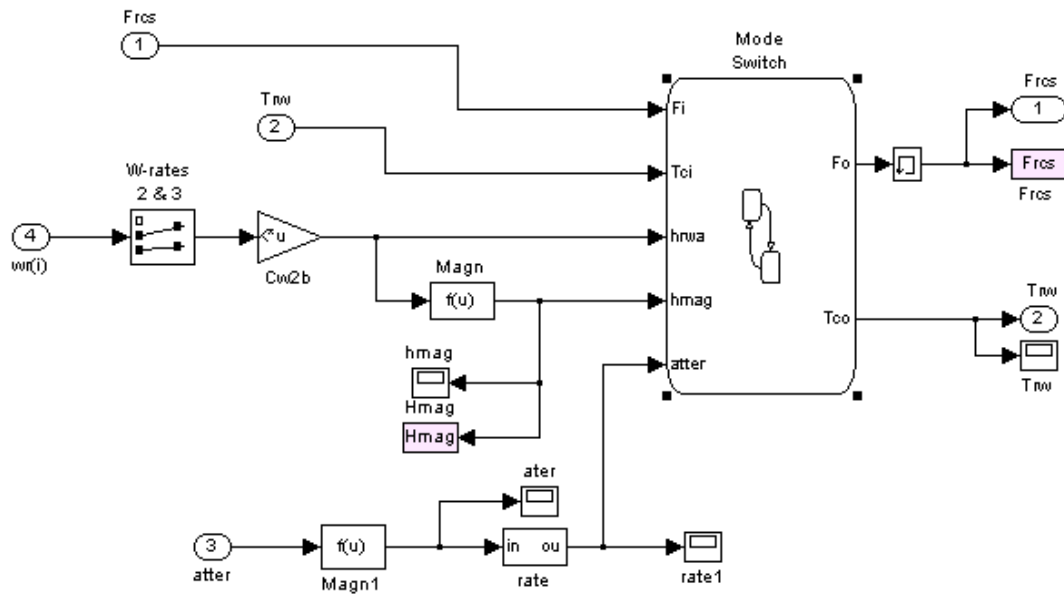 Frcs
1
Mode
Switch
Trw
2
Fi
Frcs
1
Fo
Frcs
Frcs
Tci
W-rates
2 & 3
4
wr(i)
u
Cw2b
hrwa
Magn
f(u)
hmag
Tco
Trw
2
Trw
atter
hmag
Hmag
Hmag
ater
3
atter
f(u)
Magn1
in ou
rate
rate1